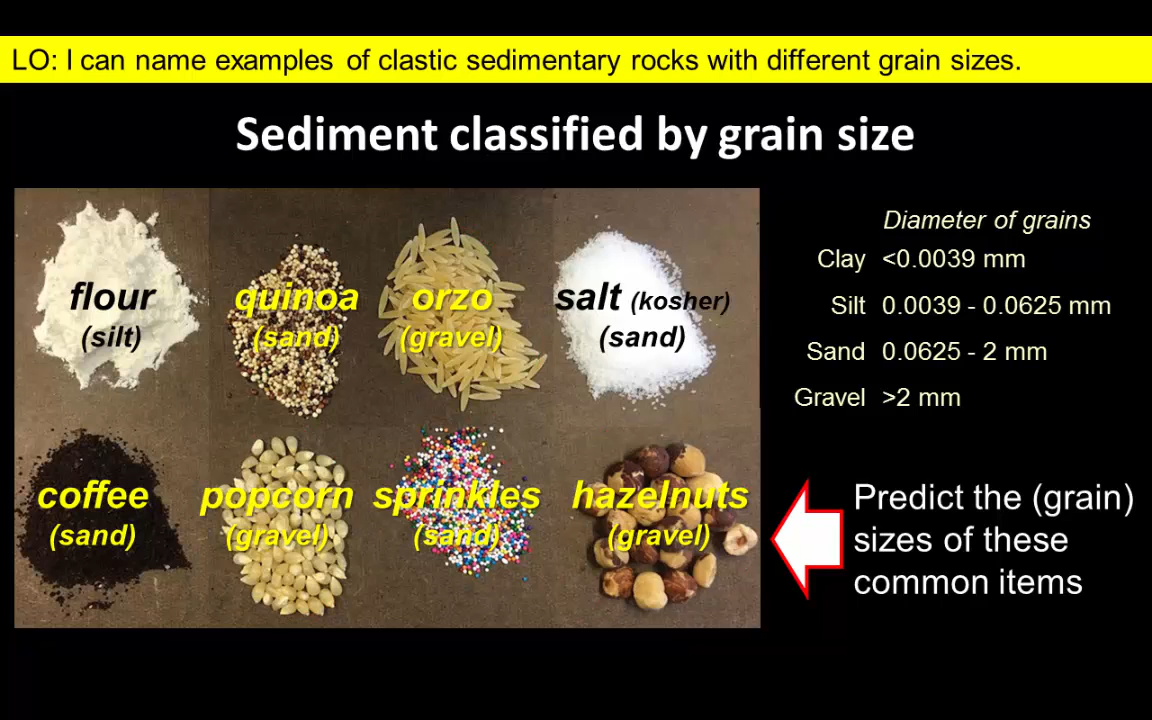 LO: I can name examples of clastic sedimentary rocks with different grain sizes.
Sediment classified by grain size
flour
(silt)
quinoa
(sand)
orzo
(gravel)
salt (kosher)
(sand)
coffee
(sand)
popcorn
(gravel)
sprinkles
(sand)
hazelnuts
(gravel)
Diameter of grains
Clay <0.0039 mm
Silt 0.0039 - 0.0625 mm
Sand 0.0625 - 2 mm
Gravel >2 mm
Predict the (grain)
sizes of these
common items